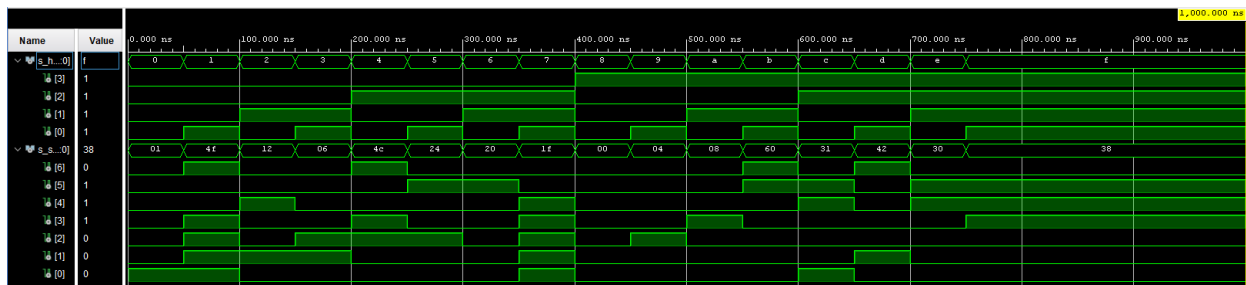 1,000.000 ns
Name Value 0.000 ns 100.000 ns 200.000 ns 300.000 ns 400.000 ns 500.000 ns 600.000 ns 700.000 ns 800.000 ns 900.000 ns
s_h...:0] f 0 1 2 3 4 5 6 7 8 9 a b c d e f
[3] 1
[2] 1
[1] 1
[0] 1
s_s...:0] 38 01 4f 12 06 4c 24 20 1f 00 04 08 60 31 42 30 38
[6] 0
[5] 1
[4] 1
[3] 1
[2] 0
[1] 0
[0] 0